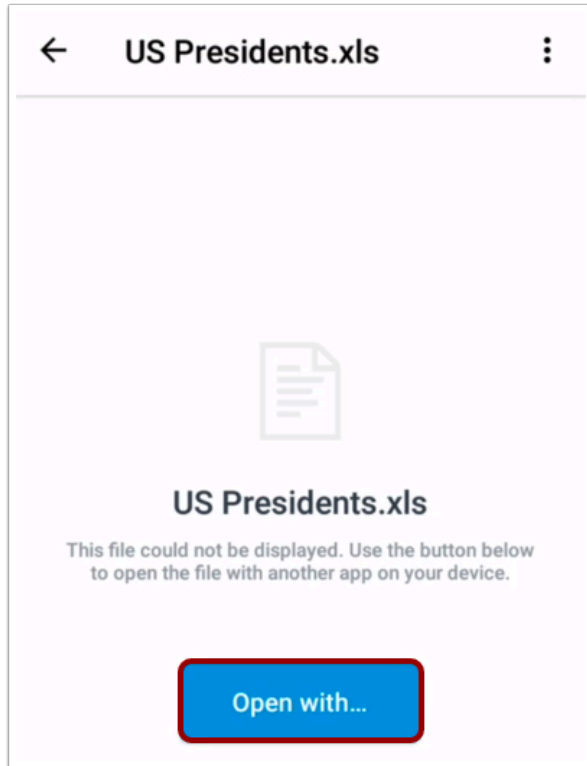 US Presidents.xls
US Presidents.xls
This file could not be displayed. Use the button below
to open the file with another app on your device.
Open with...